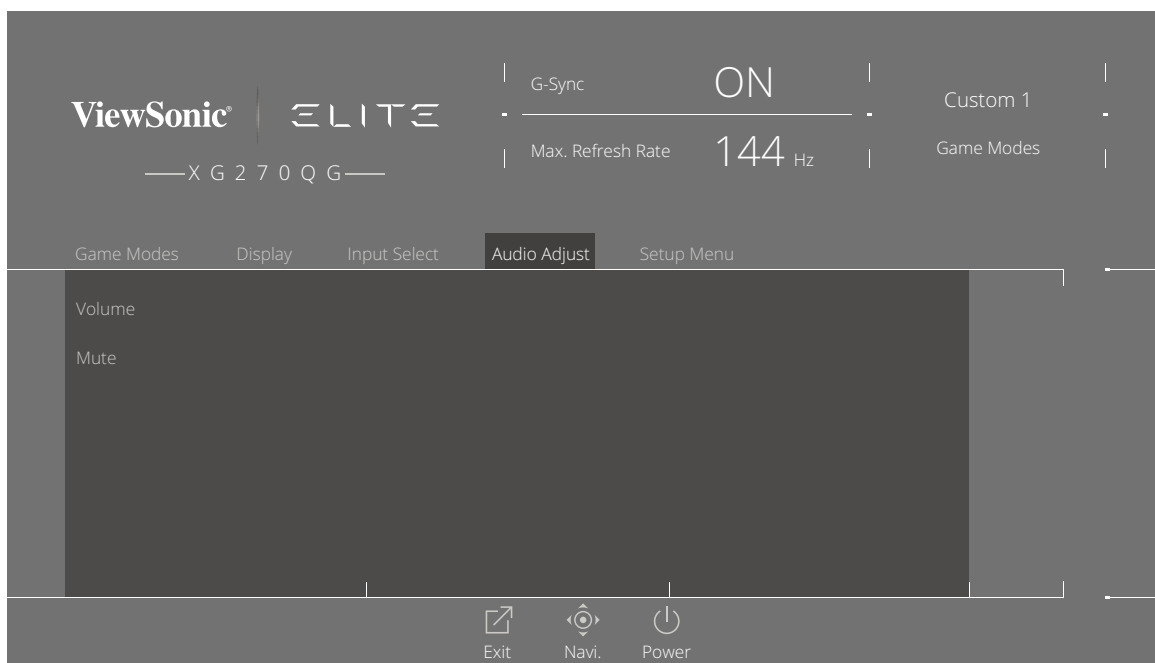 ViewSonic® ELITE
XG270QG
G-Sync ON
Max. Refresh Rate 144 Hz
Custom 1
Game Modes
Game Modes Display Input Select Audio Adjust Setup Menu
Volume
Mute
Exit Navi. Power